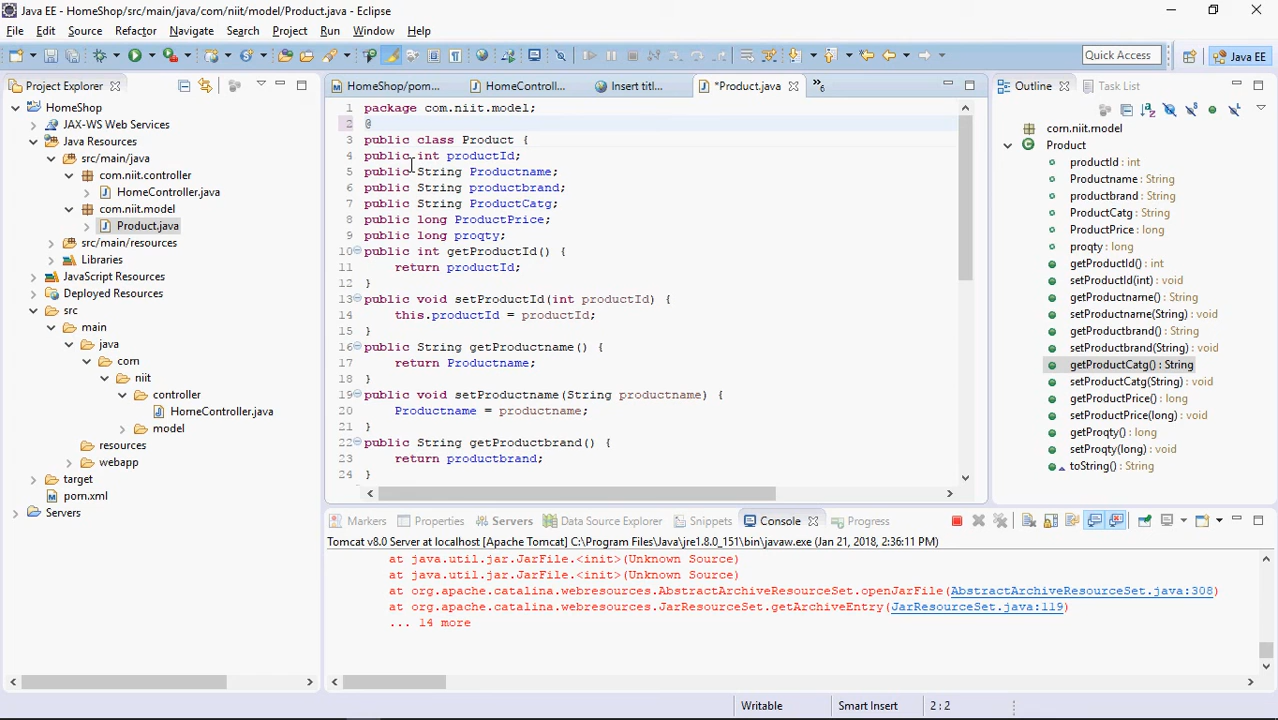 Java EE - HomeShop/src/main/java/com/niit/model/Product.java - Eclipse
File Edit Source Refactor Navigate Search Project Run Window Help
Quick Access
Java EE
Project Explorer
HomeShop
JAX-WS Web Services
Java Resources
src/main/java
com.niit.controller
HomeController.java
com.niit.model
Product.java
src/main/resources
Libraries
JavaScript Resources
Deployed Resources
src
main
java
com
niit
controller
HomeController.java
model
resources
webapp
target
pom.xml
Servers
HomeShop/pom... HomeControll... Insert titl... *Product.java »6
1 package com.niit.model;
2 @
3 public class Product {
4 public int productId;
5 public String Productname;
6 public String productbrand;
7 public String ProductCatg;
8 public long ProductPrice;
9 public long proqty;
10 public int getProductId() {
11 return productId;
12 }
13 public void setProductId(int productId) {
14 this.productId = productId;
15 }
16 public String getProductname() {
17 return Productname;
18 }
19 public void setProductname(String productname) {
20 Productname = productname;
21 }
22 public String getProductbrand() {
23 return productbrand;
24 }
Outline Task List
com.niit.model
Product
productId : int
Productname : String
productbrand : String
ProductCatg : String
ProductPrice : long
proqty : long
getProductId() : int
setProductId(int) : void
getProductname() : String
setProductname(String) : void
getProductbrand() : String
setProductbrand(String) : void
getProductCatg() : String
setProductCatg(String) : void
getProductPrice() : long
setProductPrice(long) : void
getProqty() : long
setProqty(long) : void
toString() : String
Markers Properties Servers Data Source Explorer Snippets Console Progress
Tomcat v8.0 Server at localhost [Apache Tomcat] C:\Program Files\Java\jre1.8.0_151\bin\javaw.exe (Jan 21, 2018, 2:36:11 PM)
at java.util.jar.JarFile.<init>(Unknown Source)
at java.util.jar.JarFile.<init>(Unknown Source)
at org.apache.catalina.webresources.AbstractArchiveResourceSet.openJarFile(AbstractArchiveResourceSet.java:308)
at org.apache.catalina.webresources.JarResourceSet.getArchiveEntry(JarResourceSet.java:119)
... 14 more
Writable Smart Insert 2 : 2